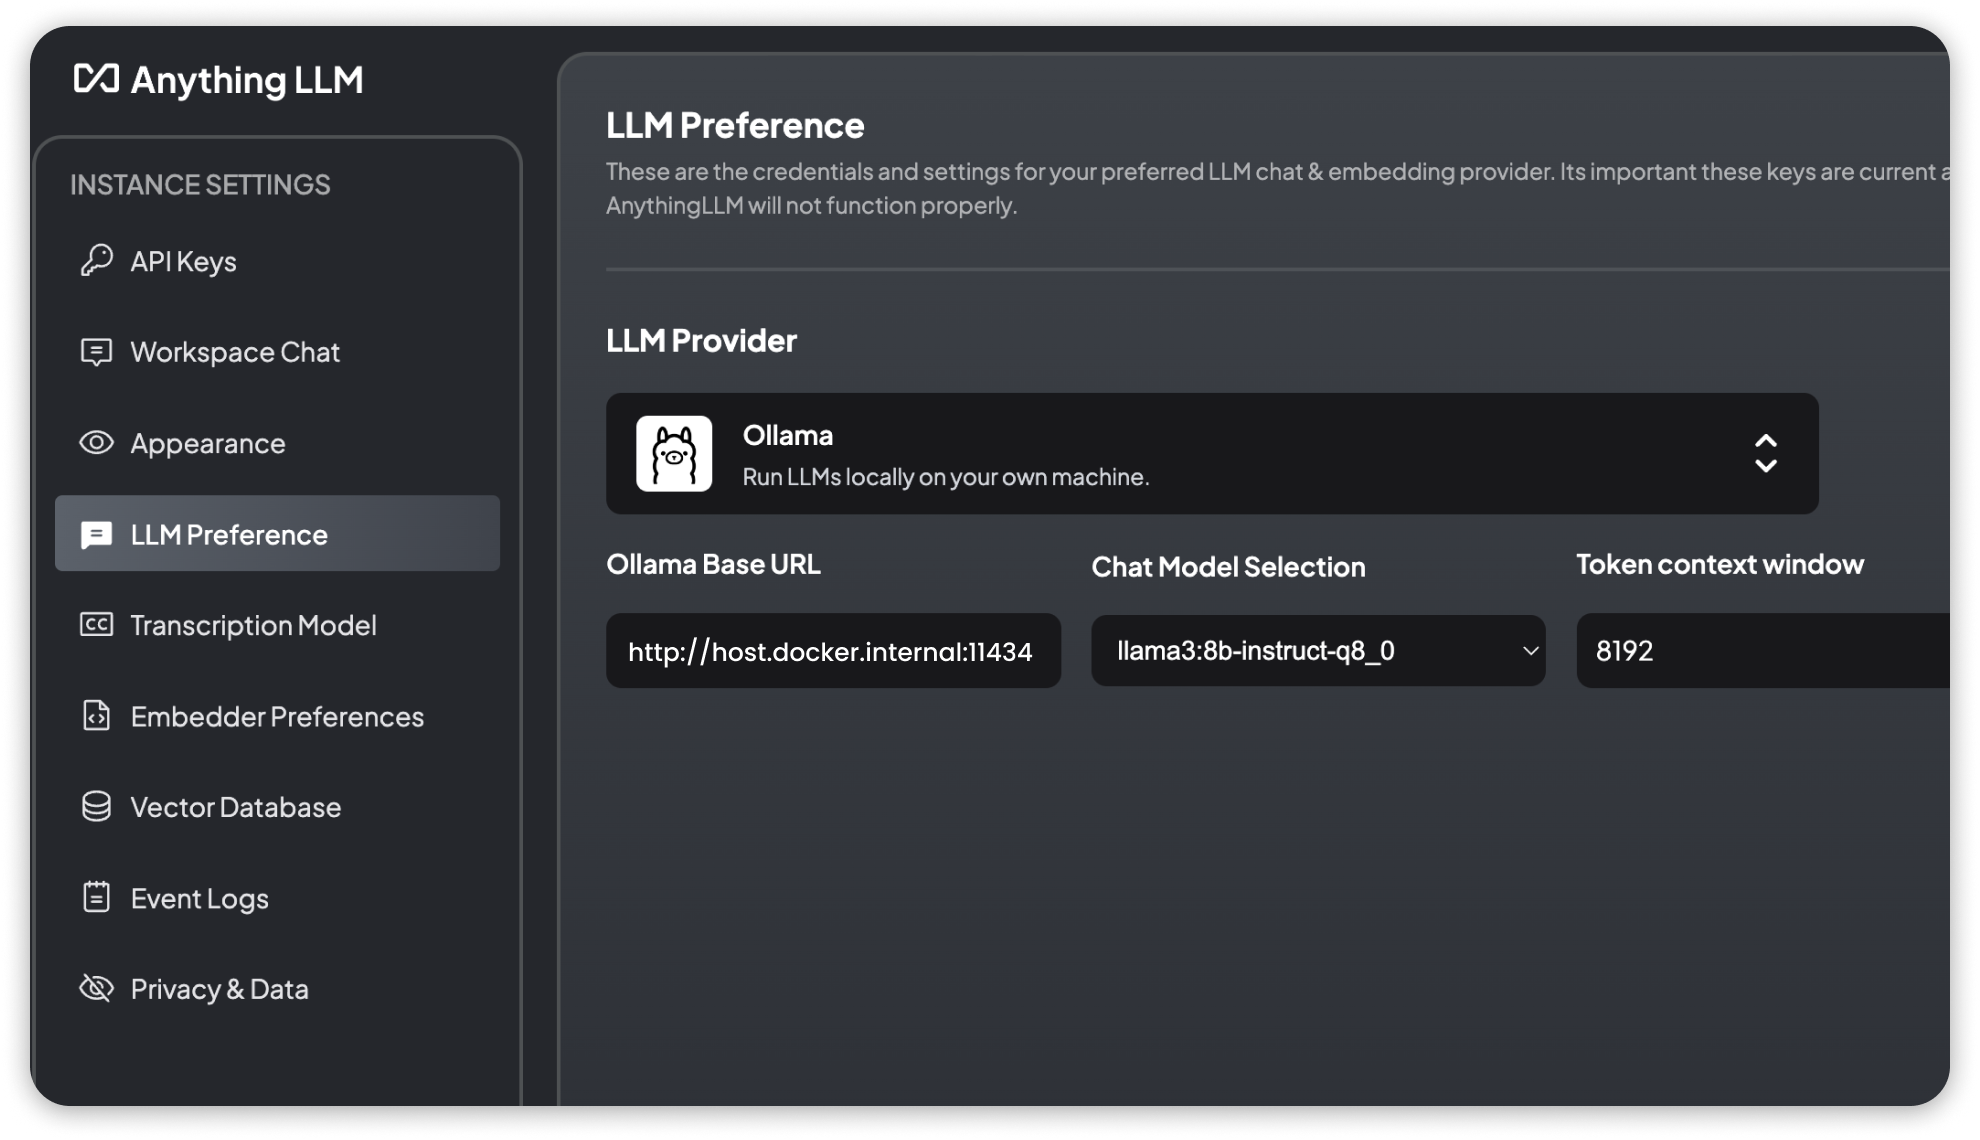 Anything LLM
INSTANCE SETTINGS
API Keys
Workspace Chat
Appearance
LLM Preference
Transcription Model
Embedder Preferences
Vector Database
Event Logs
Privacy & Data
LLM Preference
These are the credentials and settings for your preferred LLM chat & embedding provider. Its important these keys are current
AnythingLLM will not function properly.
LLM Provider
Ollama
Run LLMs locally on your own machine.
Ollama Base URL
Chat Model Selection
Token context window
http://host.docker.internal:11434
llama3:8b-instruct-q8_0
8192